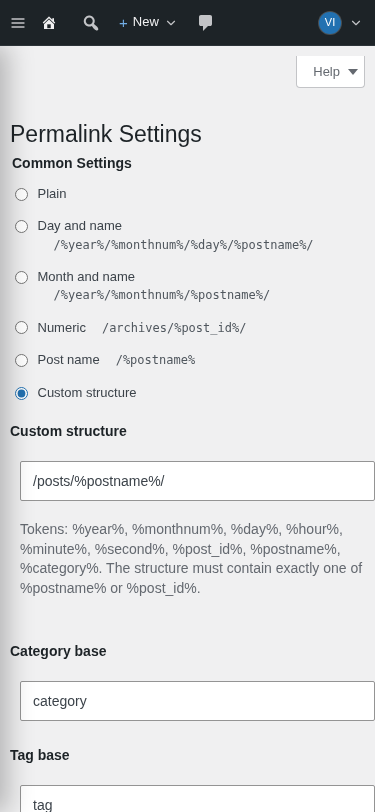 + New
VI
Help
Permalink Settings
Common Settings
Plain
Day and name
/%year%/%monthnum%/%day%/%postname%/
Month and name
/%year%/%monthnum%/%postname%/
Numeric /archives/%post_id%/
Post name /%postname%
Custom structure
Custom structure
/posts/%postname%/
Tokens: %year%, %monthnum%, %day%, %hour%,
%minute%, %second%, %post_id%, %postname%,
%category%. The structure must contain exactly one of
%postname% or %post_id%.
Category base
category
Tag base
tag